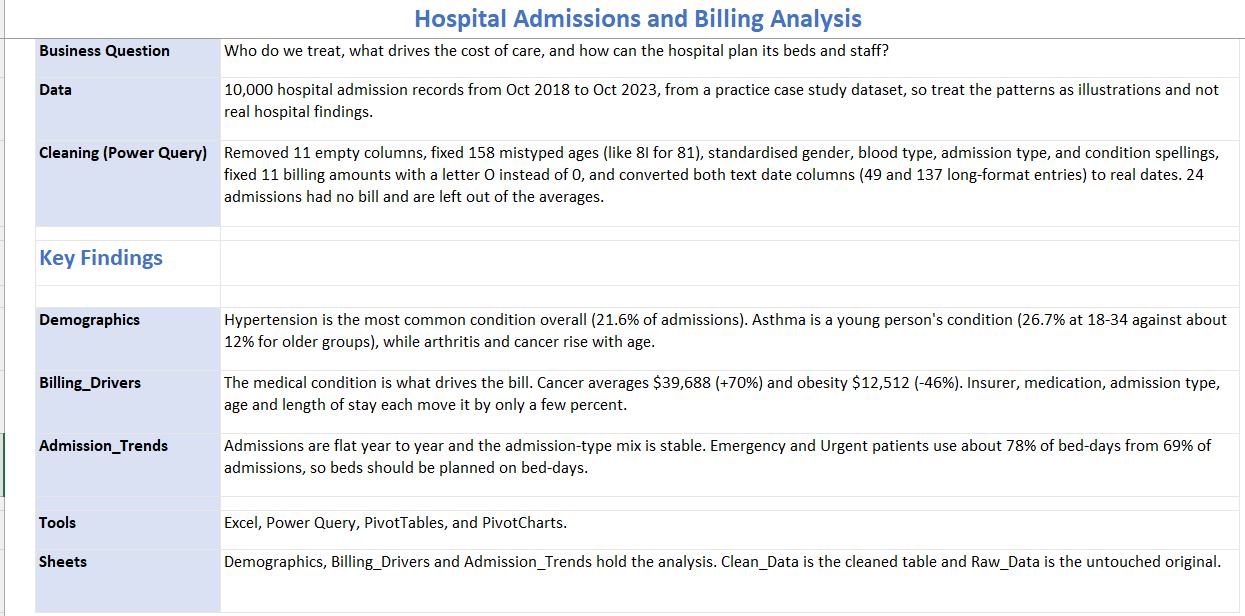 Hospital Admissions and Billing Analysis
Business Question
Who do we treat, what drives the cost of care, and how can the hospital plan its beds and staff?
Data
10,000 hospital admission records from Oct 2018 to Oct 2023, from a practice case study dataset, so treat the patterns as illustrations and not
real hospital findings.
Cleaning (Power Query)
Removed 11 empty columns, fixed 158 mistyped ages (like 8I for 81), standardised gender, blood type, admission type, and condition spellings,
fixed 11 billing amounts with a letter O instead of 0, and converted both text date columns (49 and 137 long-format entries) to real dates. 24
admissions had no bill and are left out of the averages.
Key Findings
Demographics
Hypertension is the most common condition overall (21.6% of admissions). Asthma is a young person's condition (26.7% at 18-34 against about
12% for older groups), while arthritis and cancer rise with age.
Billing_Drivers
The medical condition is what drives the bill. Cancer averages $39,688 (+70%) and obesity $12,512 (-46%). Insurer, medication, admission type,
age and length of stay each move it by only a few percent.
Admission_Trends
Admissions are flat year to year and the admission-type mix is stable. Emergency and Urgent patients use about 78% of bed-days from 69% of
admissions, so beds should be planned on bed-days.
Tools
Excel, Power Query, PivotTables, and PivotCharts.
Sheets
Demographics, Billing_Drivers and Admission_Trends hold the analysis. Clean_Data is the cleaned table and Raw_Data is the untouched original.